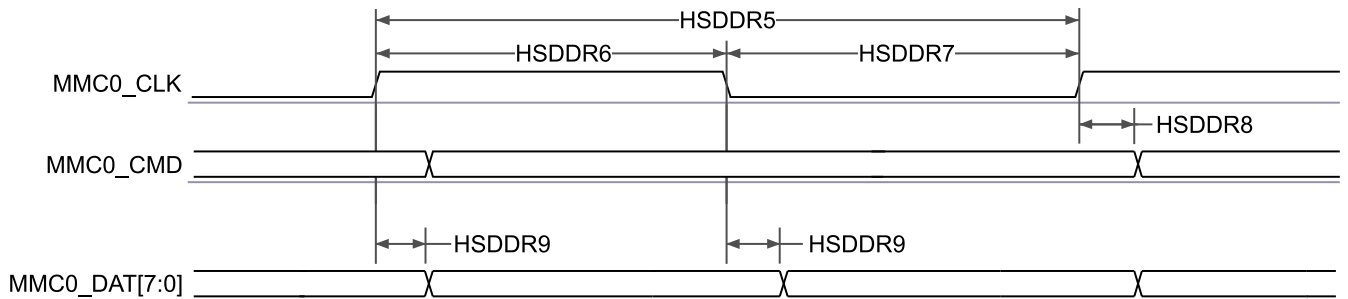 HSDDR5
HSDDR6 HSDDR7
MMC0_CLK
HSDDR8
MMC0_CMD
HSDDR9 HSDDR9
MMC0_DAT[7:0]